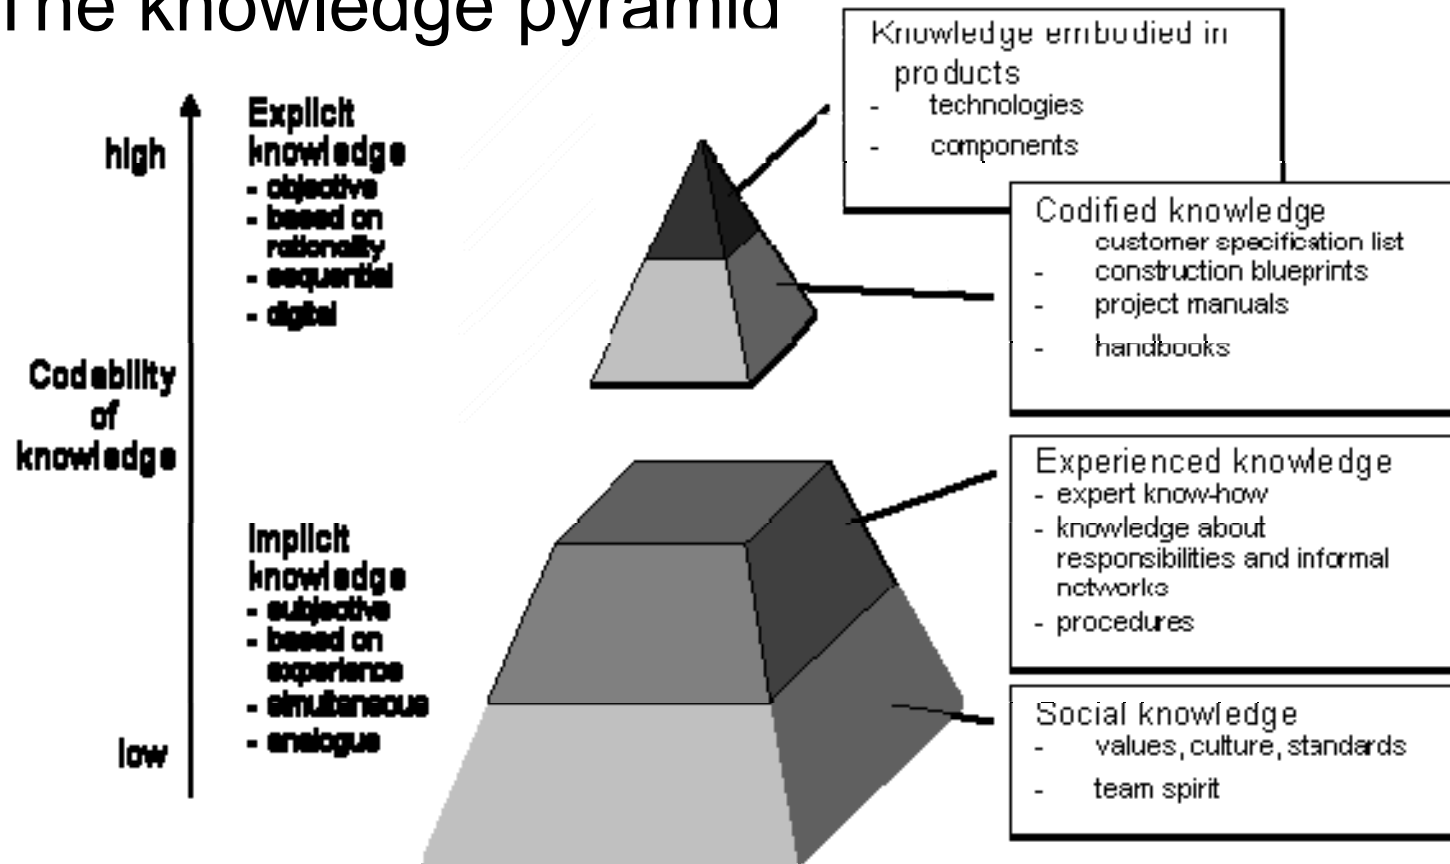 The knowledge pyramid
high
Codability
of
knowledge
low
Explicit
knowledge
- objective
- based on
rationality
- sequential
- digital
Implicit
knowledge
- subjective
- based on
experience
- simultaneous
- analogue
Knowledge embodied in
products
- technologies
- components
Codified knowledge
customer specification list
- construction blueprints
- project manuals
- handbooks
Experienced knowledge
- expert know-how
- knowledge about
responsibilities and informal
networks
- procedures
Social knowledge
- values, culture, standards
- team spirit